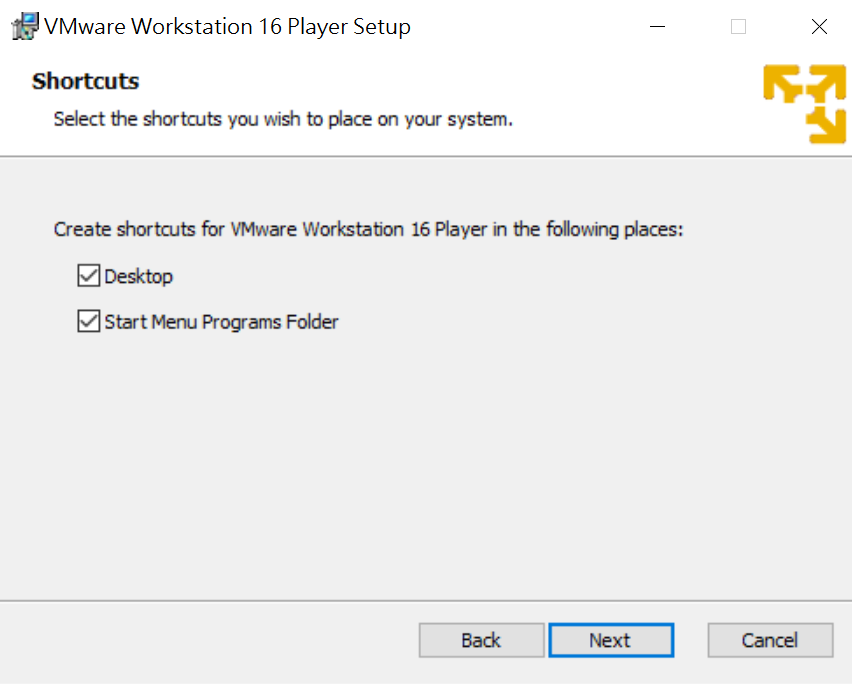 VMware Workstation 16 Player Setup
Shortcuts
Select the shortcuts you wish to place on your system.
Create shortcuts for VMware Workstation 16 Player in the following places:
Desktop
Start Menu Programs Folder
Back Next Cancel